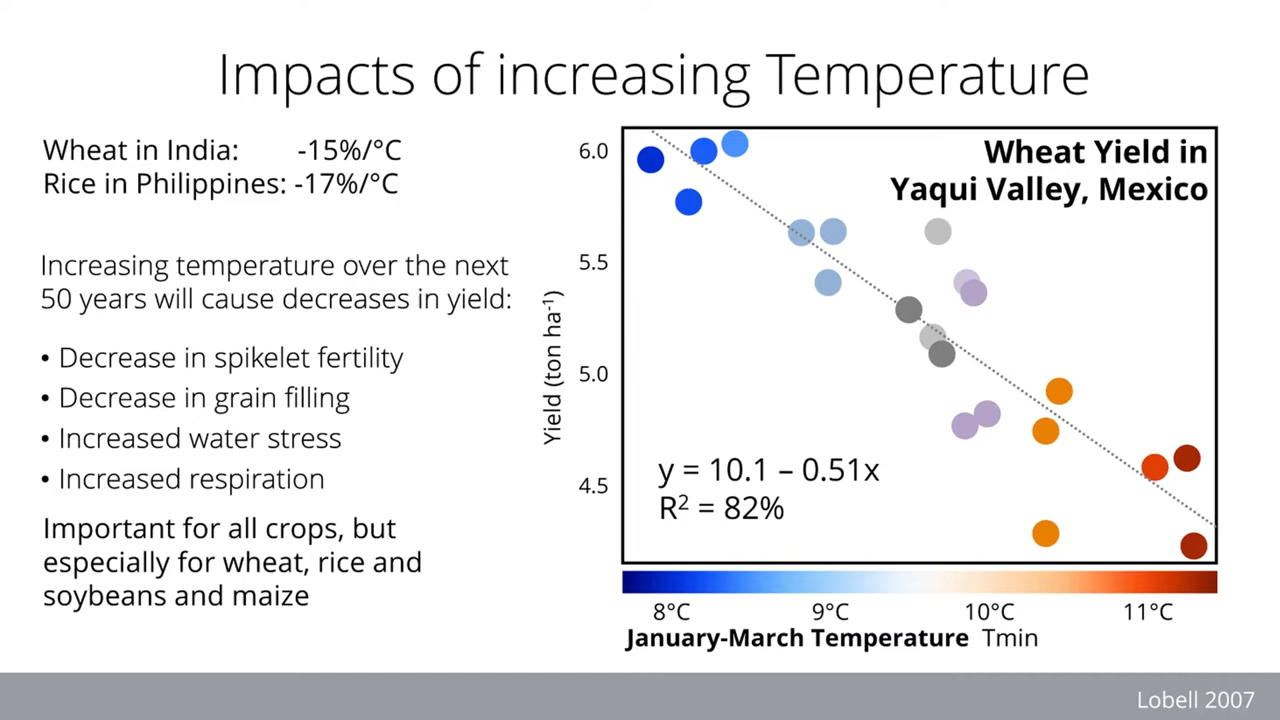 Impacts of increasing Temperature
Wheat in India: -15%/°C
Rice in Philippines: -17%/°C
Increasing temperature over the next
50 years will cause decreases in yield:
• Decrease in spikelet fertility
• Decrease in grain filling
• Increased water stress
• Increased respiration
Important for all crops, but
especially for wheat, rice and
soybeans and maize
Wheat Yield in
Yaqui Valley, Mexico
Yield (ton ha⁻¹)
6.0
5.5
5.0
4.5
y = 10.1 – 0.51x
R² = 82%
8°C 9°C 10°C 11°C
January-March Temperature Tmin
Lobell 2007